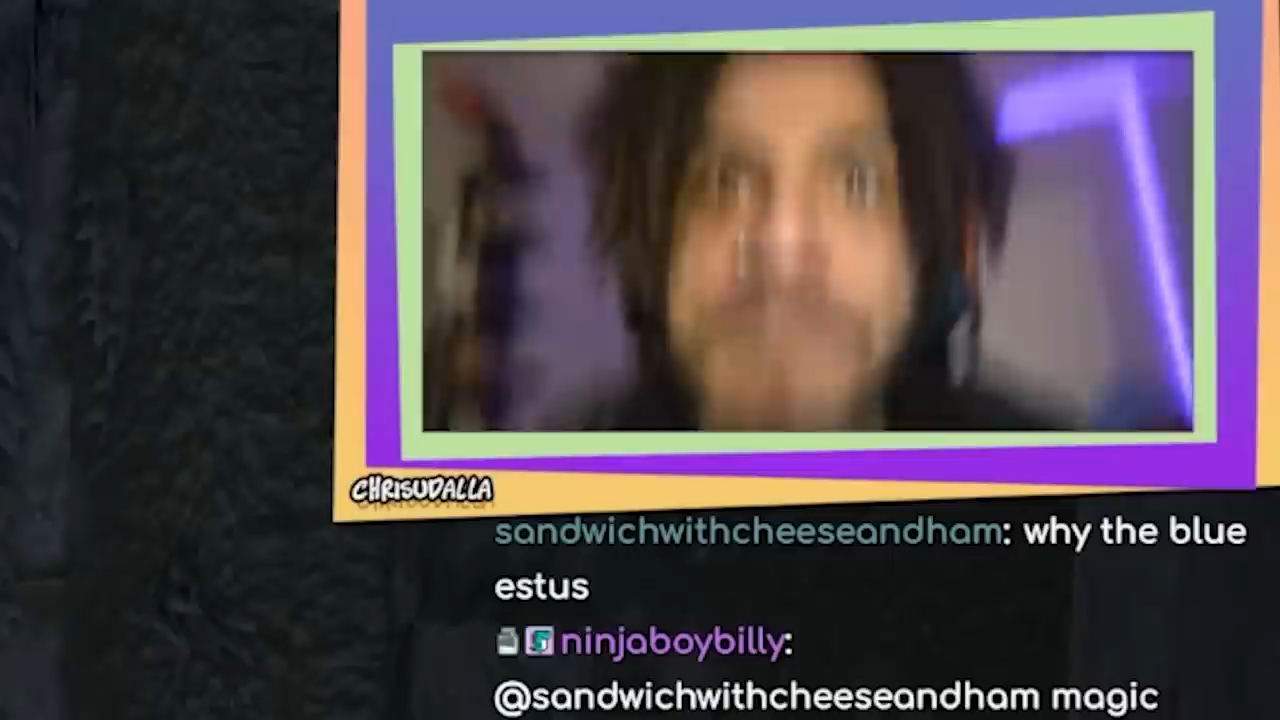 CHRISUDALLA
sandwichwithcheeseandham: why the blue
estus
ninjaboybilly:
@sandwichwithcheeseandham magic